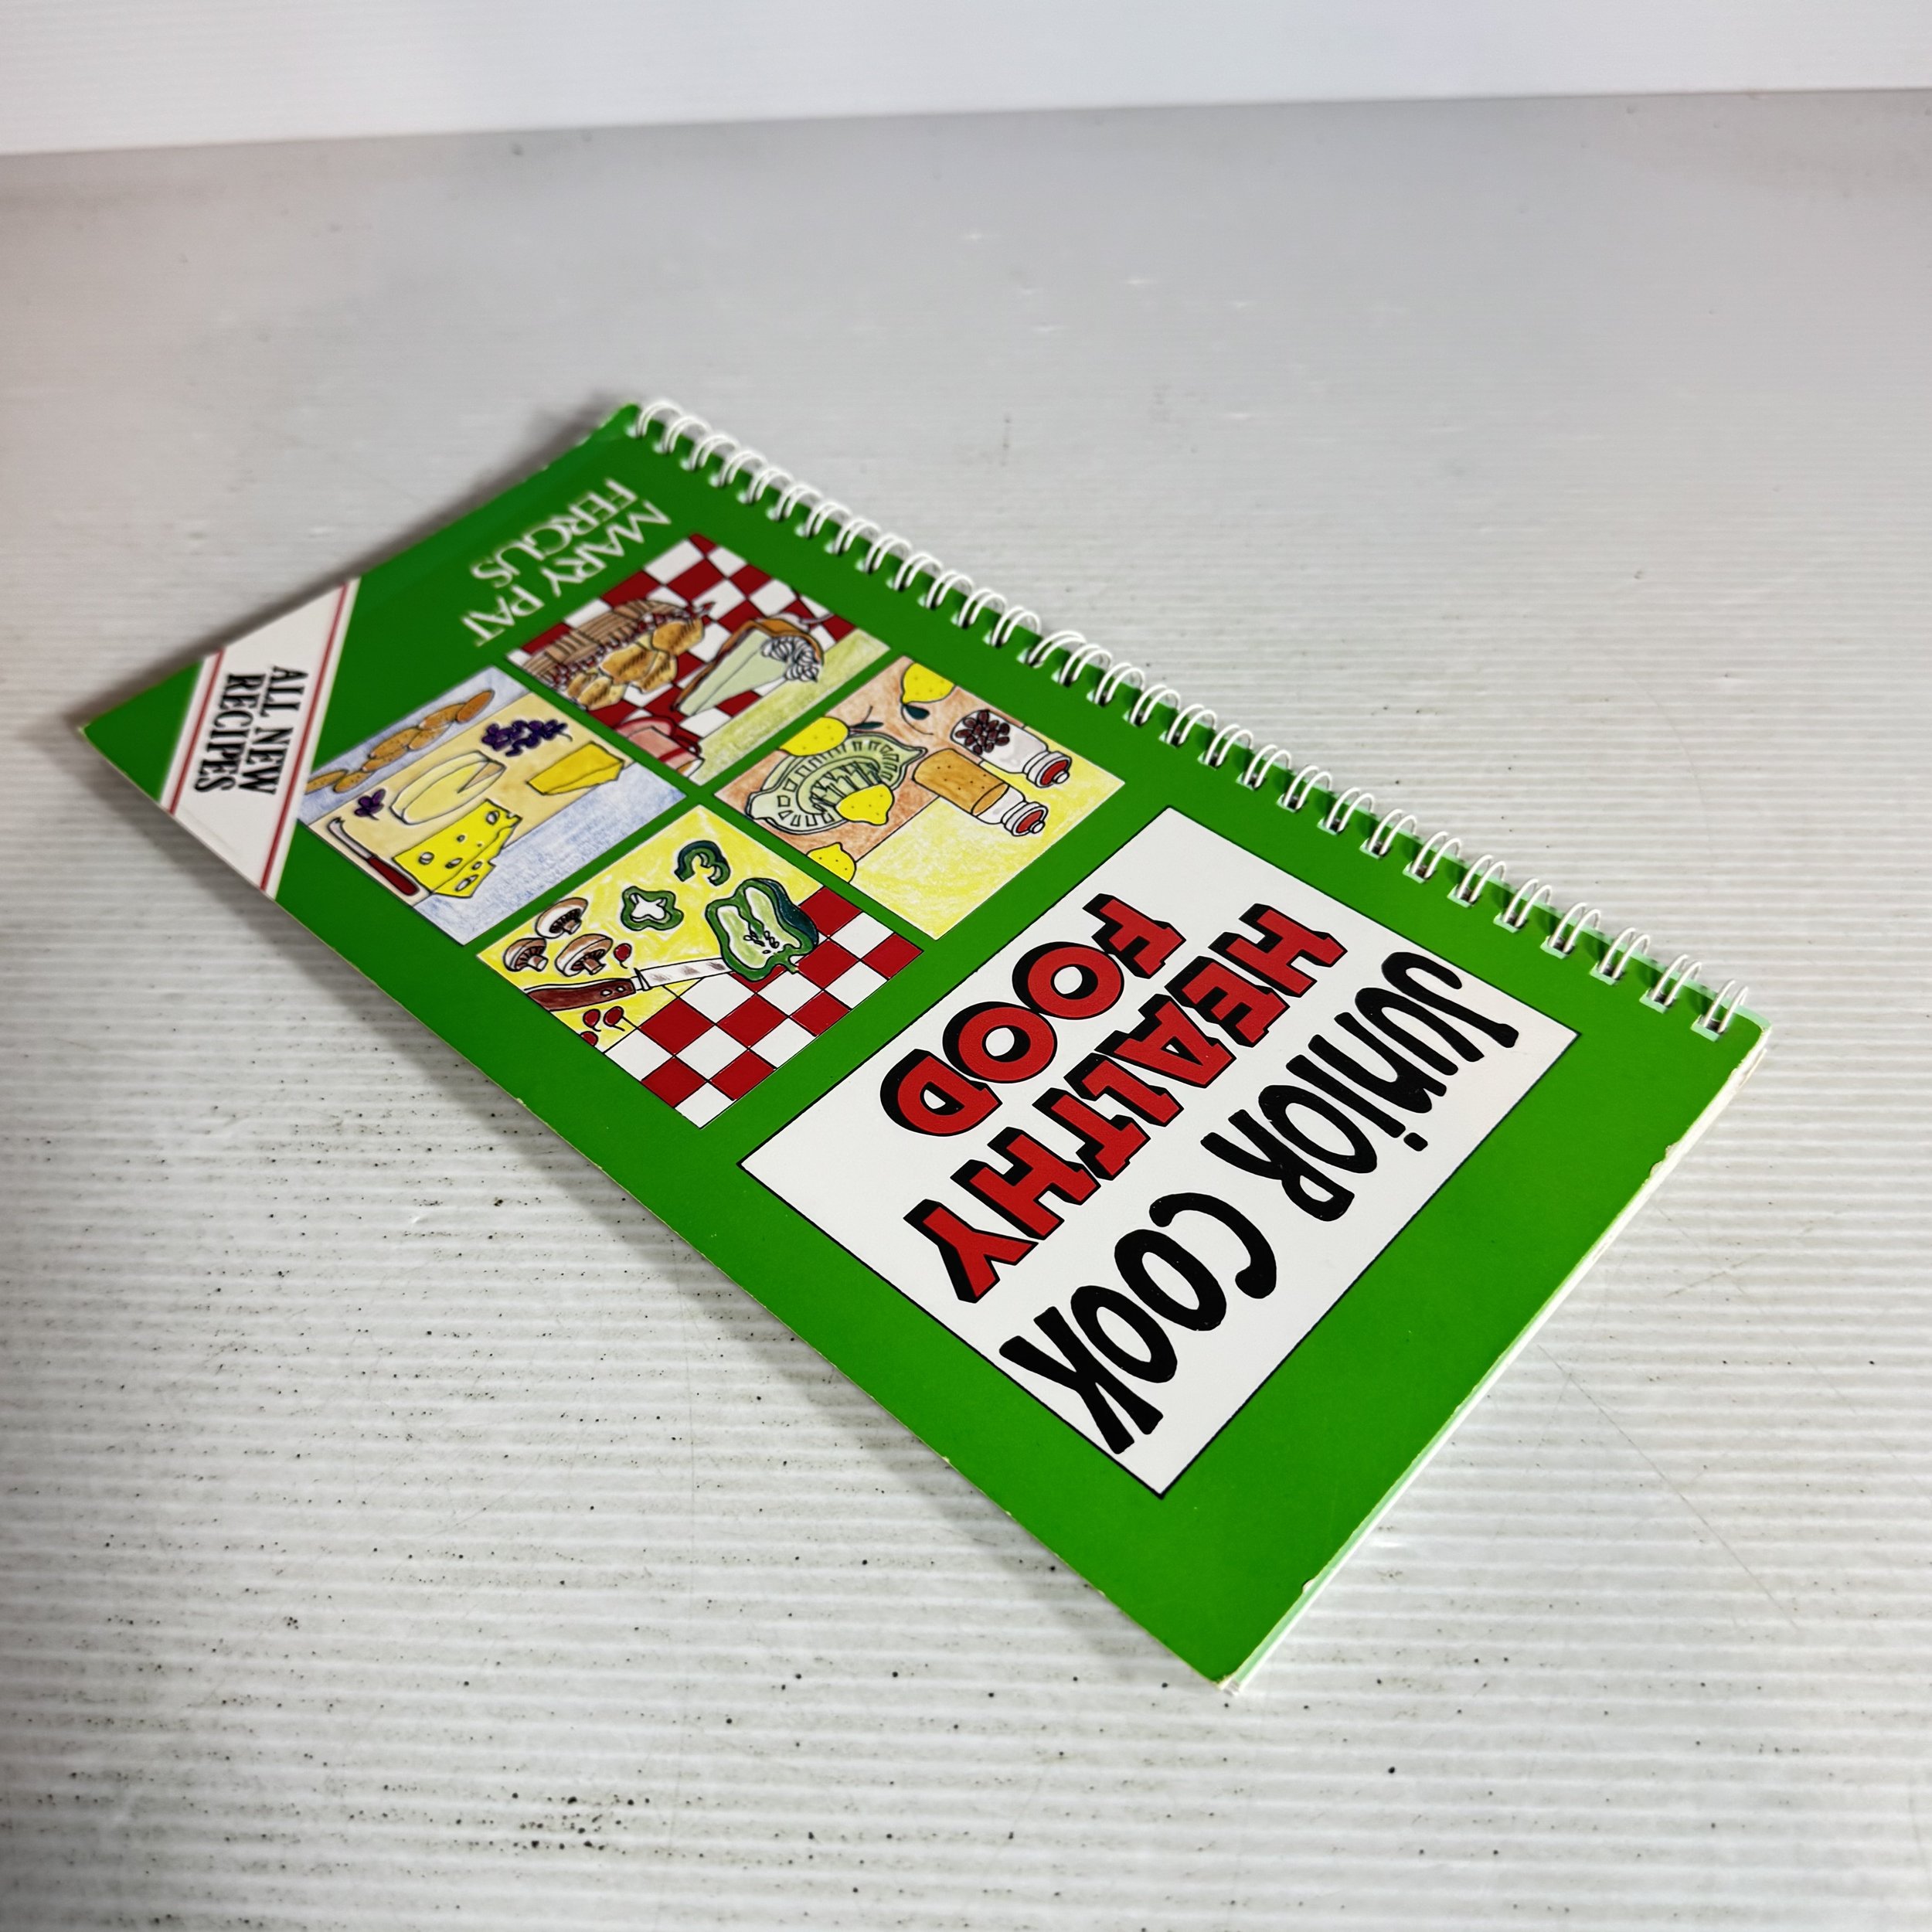 JUNiOR COOK
HEALTHY
FOOD
MARY PAT
FERGUS
ALL NEW
RECIPES